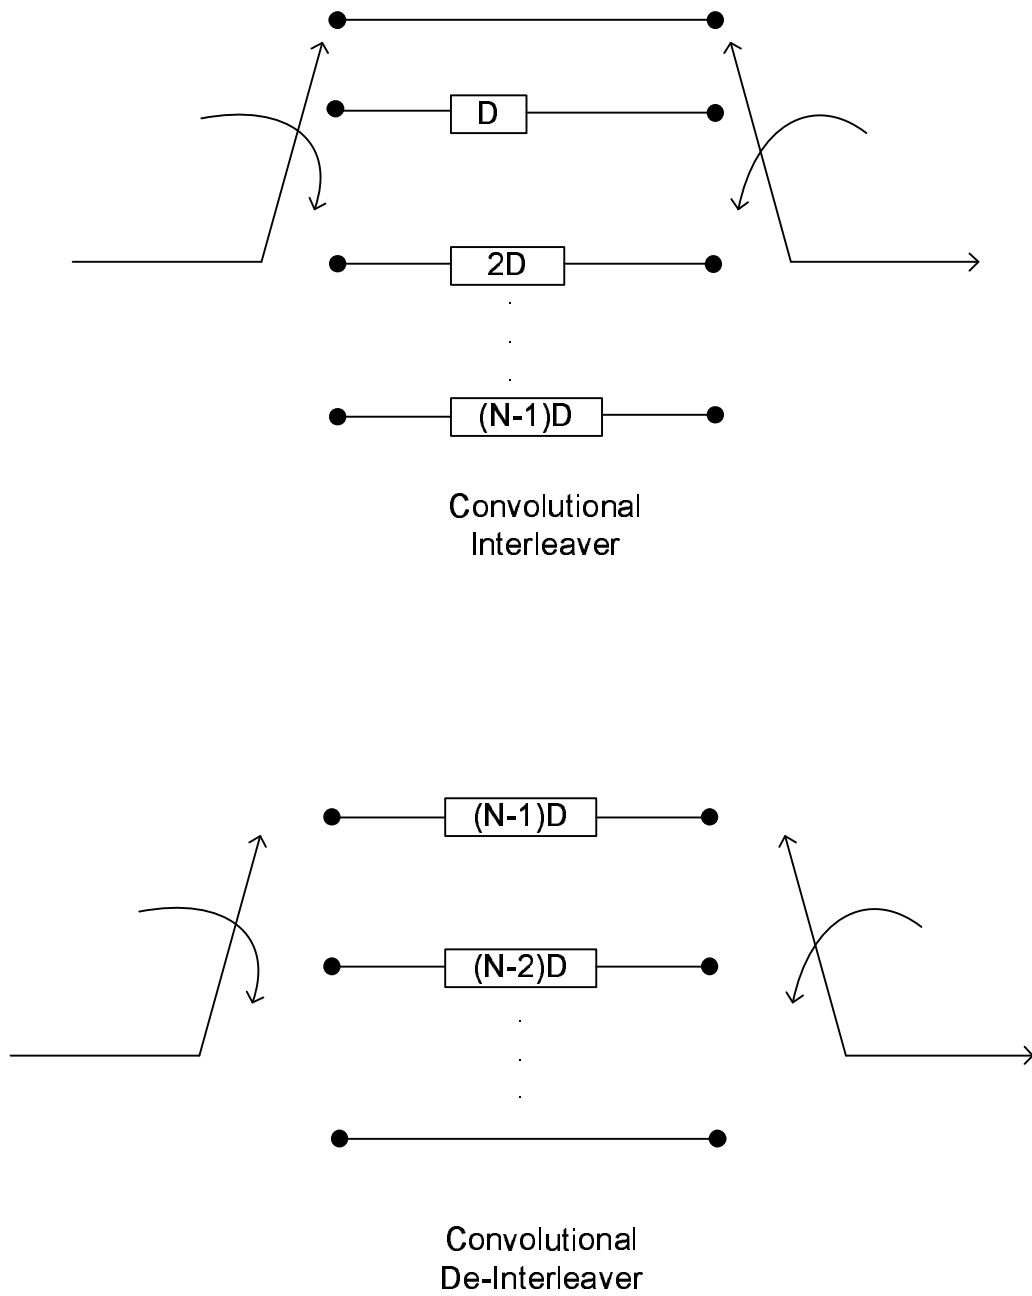 D
2D
(N-1)D
Convolutional
Interleaver
(N-1)D
(N-2)D
Convolutional
De-Interleaver